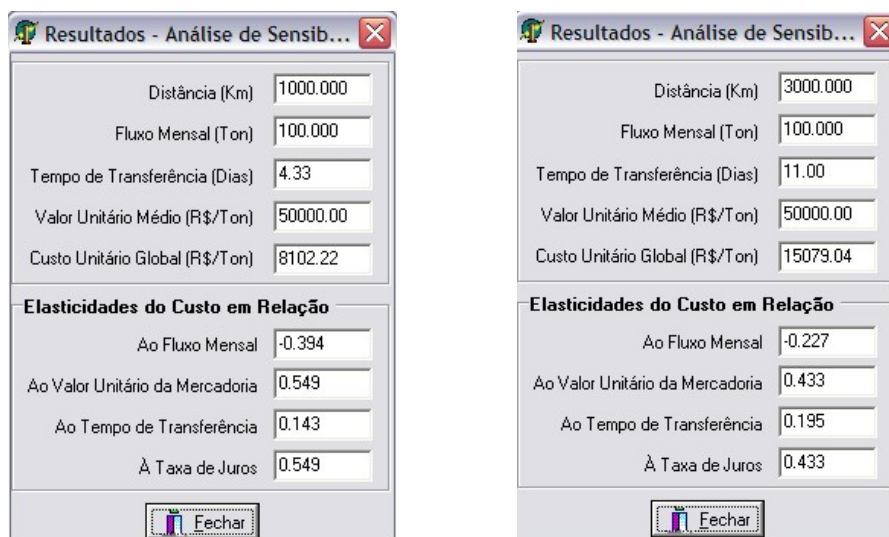 Resultados - Análise de Sensib...
Distância (Km) 1000.000
Fluxo Mensal (Ton) 100.000
Tempo de Transferência (Dias) 4.33
Valor Unitário Médio (R$/Ton) 50000.00
Custo Unitário Global (R$/Ton) 8102.22
Elasticidades do Custo em Relação
Ao Fluxo Mensal -0.394
Ao Valor Unitário da Mercadoria 0.549
Ao Tempo de Transferência 0.143
À Taxa de Juros 0.549
Fechar
Resultados - Análise de Sensib...
Distância (Km) 3000.000
Fluxo Mensal (Ton) 100.000
Tempo de Transferência (Dias) 11.00
Valor Unitário Médio (R$/Ton) 50000.00
Custo Unitário Global (R$/Ton) 15079.04
Elasticidades do Custo em Relação
Ao Fluxo Mensal -0.227
Ao Valor Unitário da Mercadoria 0.433
Ao Tempo de Transferência 0.195
À Taxa de Juros 0.433
Fechar